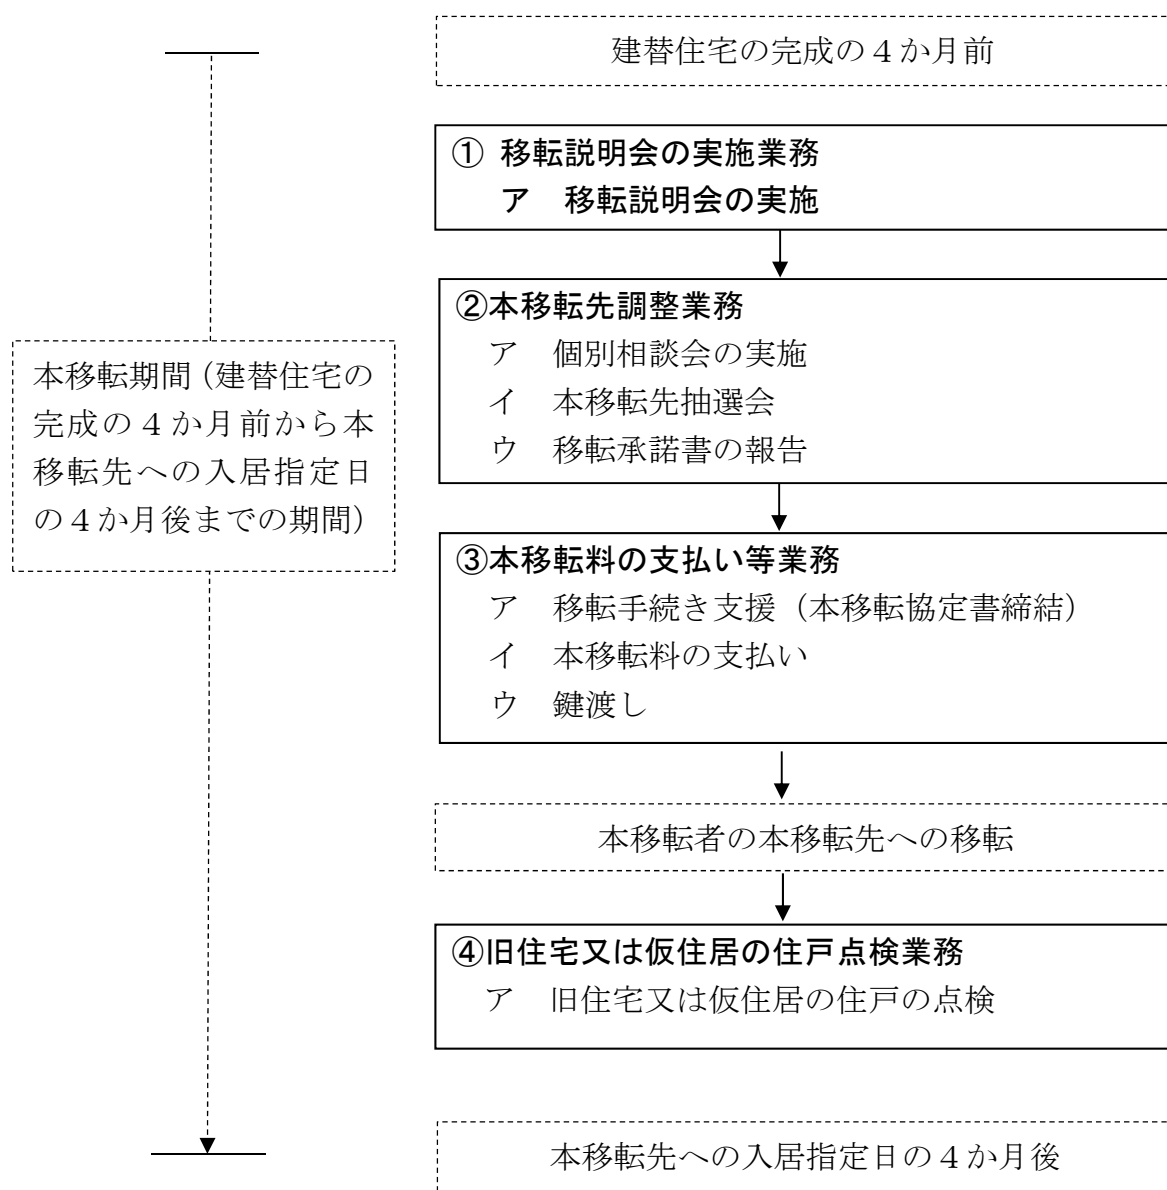 建替住宅の完成の４か月前
① 移転説明会の実施業務
ア　移転説明会の実施
②本移転先調整業務
ア　個別相談会の実施
イ　本移転先抽選会
ウ　移転承諾書の報告
本移転期間（建替住宅の
完成の４か月前から本
移転先への入居指定日
の４か月後までの期間）
③本移転料の支払い等業務
ア　移転手続き支援（本移転協定書締結）
イ　本移転料の支払い
ウ　鍵渡し
本移転者の本移転先への移転
④旧住宅又は仮住居の住戸点検業務
ア　旧住宅又は仮住居の住戸の点検
本移転先への入居指定日の４か月後